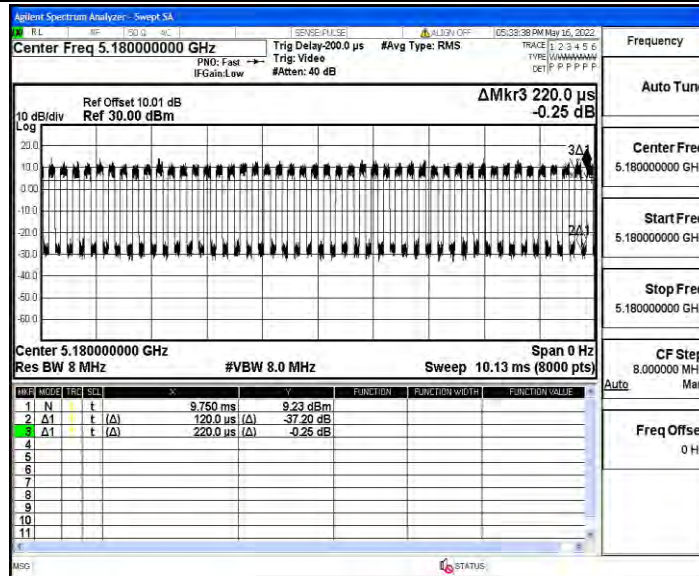 Agilent Spectrum Analyzer - Swept SA
RL RF 50 Ω AC SENSE:PULSE ALIGN OFF 05:33:38 PM May 16, 2022
Center Freq 5.180000000 GHz
PNO: Fast
IFGain:Low
Trig Delay-200.0 µs
Trig: Video
#Atten: 40 dB
#Avg Type: RMS
TRACE 1 2 3 4 5 6
TYPE
DET P P P P P P
ΔMkr3 220.0 µs
-0.25 dB
Ref Offset 10.01 dB
10 dB/div Ref 30.00 dBm
Log
20.0
10.0
0.00
-10.0
-20.0
-30.0
-40.0
-50.0
-60.0
3Δ1
2Δ1
Center 5.180000000 GHz Span 0 Hz
Res BW 8 MHz #VBW 8.0 MHz Sweep 10.13 ms (8000 pts)
MKR MODE TRC SCL X Y FUNCTION FUNCTION WIDTH FUNCTION VALUE
1 N t 9.750 ms 9.23 dBm
2 Δ1 t (Δ) 120.0 µs (Δ) -37.20 dB
3 Δ1 t (Δ) 220.0 µs (Δ) -0.25 dB
4
5
6
7
8
9
10
11
MSG STATUS
Frequency
Auto Tun
Center Fre
5.180000000 GH
Start Fre
5.180000000 GH
Stop Fre
5.180000000 GH
CF Step
8.000000 MH
Auto Ma
Freq Offse
0 H